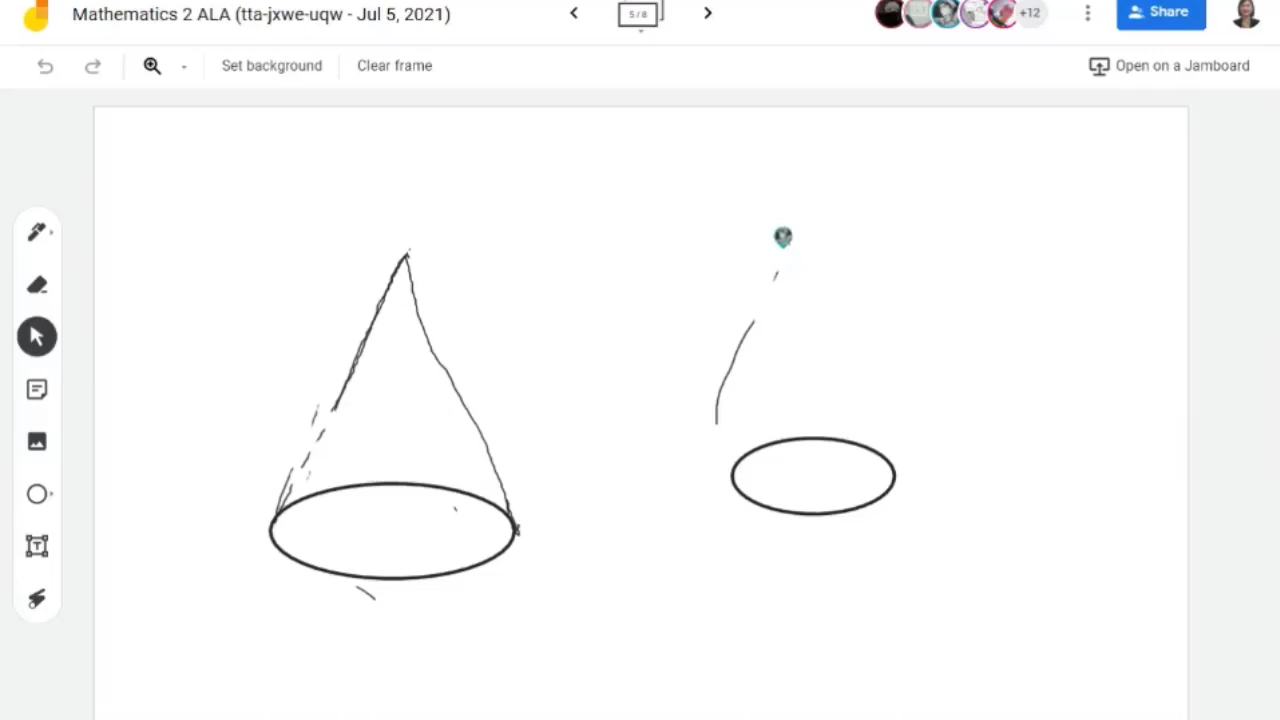 Mathematics 2 ALA (tta-jxwe-uqw - Jul 5, 2021)
5 / 8
+12
Share
Set background
Clear frame
Open on a Jamboard
T